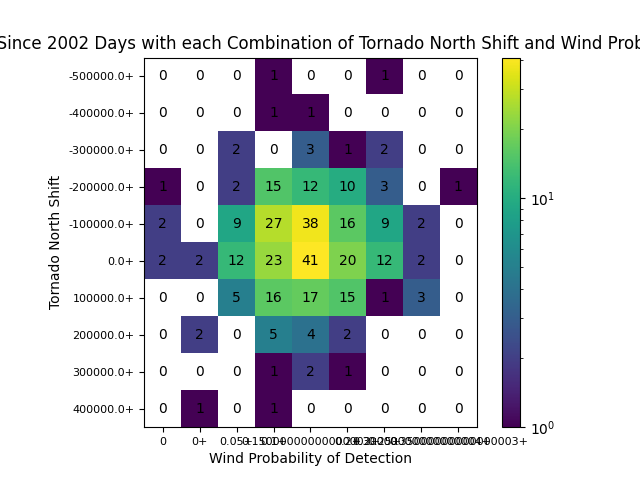 Since 2002 Days with each Combination of Tornado North Shift and Wind Prob
-500000.0+ 0 0 0 1 0 0 1 0 0
-400000.0+ 0 0 0 1 1 0 0 0 0
-300000.0+ 0 0 2 0 3 1 2 0 0
-200000.0+ 1 0 2 15 12 10 3 0 1
-100000.0+ 2 0 9 27 38 16 9 2 0
0.0+ 2 2 12 23 41 20 12 2 0
100000.0+ 0 0 5 16 17 15 1 3 0
200000.0+ 0 2 0 5 4 2 0 0 0
300000.0+ 0 0 0 1 2 1 0 0 0
400000.0+ 0 1 0 1 0 0 0 0 0
0 0+ 0.05+
Wind Probability of Detection
Tornado North Shift
10¹
10⁰